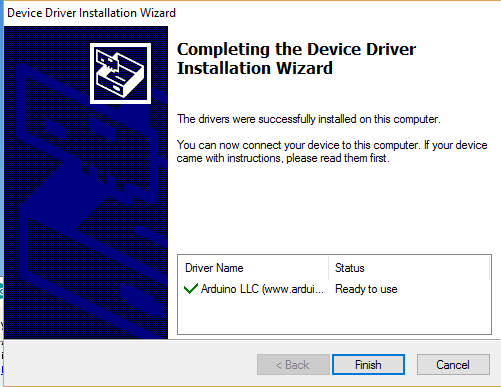 Device Driver Installation Wizard
Completing the Device Driver
Installation Wizard
The drivers were successfully installed on this computer.
You can now connect your device to this computer. If your device
came with instructions, please read them first.
Driver Name Status
Arduino LLC (www.ardui... Ready to use
< Back Finish Cancel